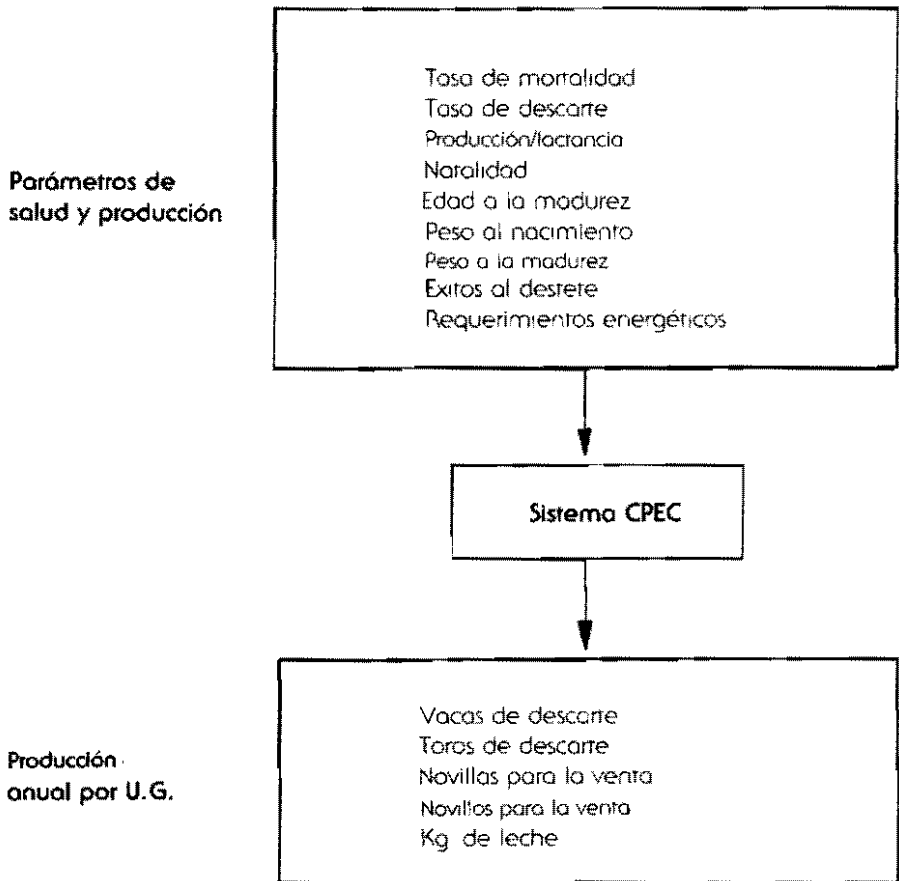 Parámetros de
salud y producción
Tasa de mortalidad
Tasa de descarte
Producción/lactancia
Natalidad
Edad a la madurez
Peso al nacimiento
Peso a la madurez
Exitos al destete
Requerimientos energéticos
Sistema CPEC
Producción
anual por U.G.
Vacas de descarte
Toros de descarte
Novillas para la venta
Novillos para la venta
Kg de leche